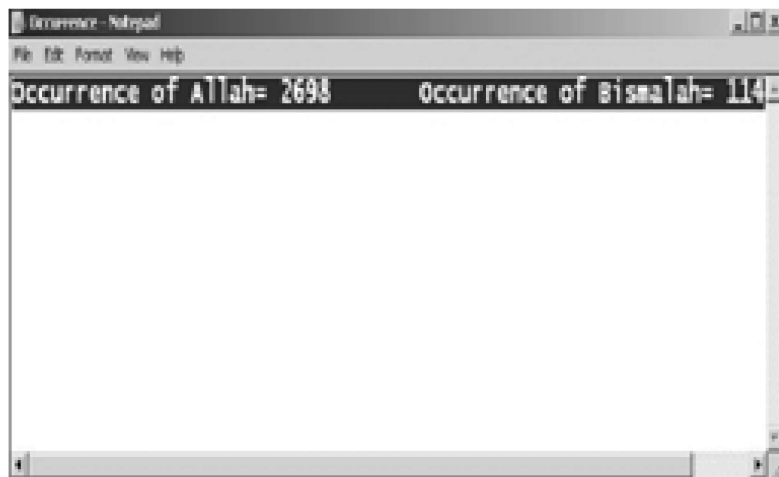 Occurrence - Notepad
File Edit Format View Help
Occurrence of Allah= 2698 Occurrence of Bismalah= 114